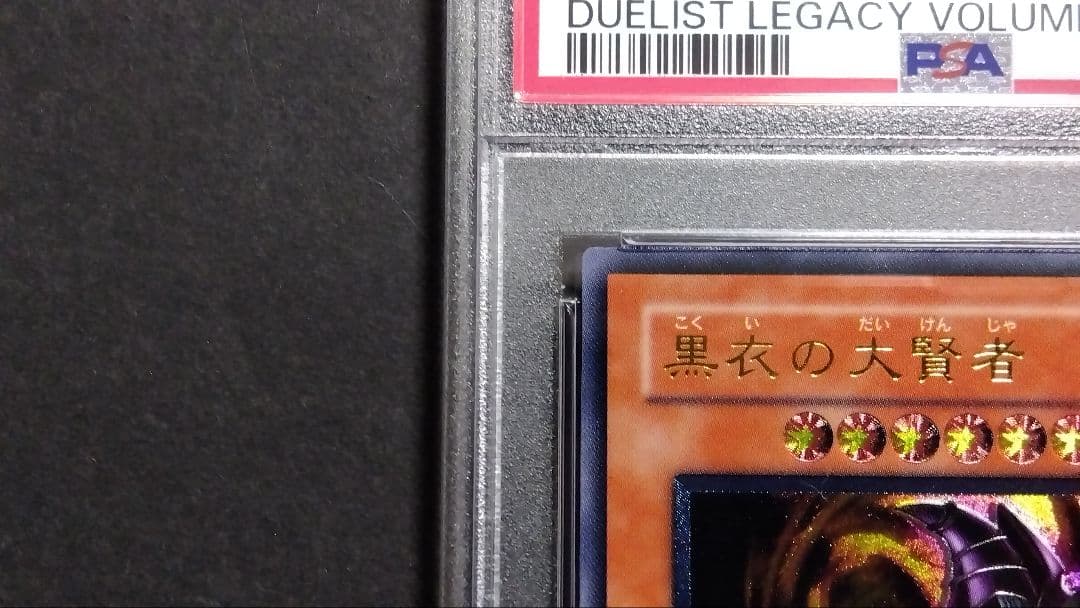 DUELIST LEGACY VOLUM
PSA
こく い だい けん じゃ
黒衣の大賢者